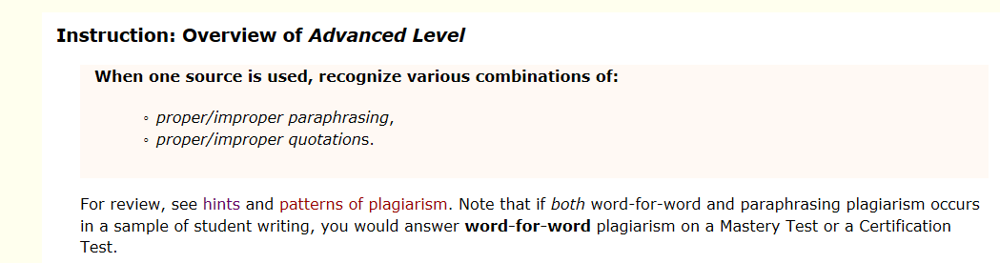 Instruction: Overview of Advanced Level
When one source is used, recognize various combinations of:
◦ proper/improper paraphrasing,
◦ proper/improper quotations.
For review, see hints and patterns of plagiarism. Note that if both word-for-word and paraphrasing plagiarism occurs
in a sample of student writing, you would answer word-for-word plagiarism on a Mastery Test or a Certification
Test.